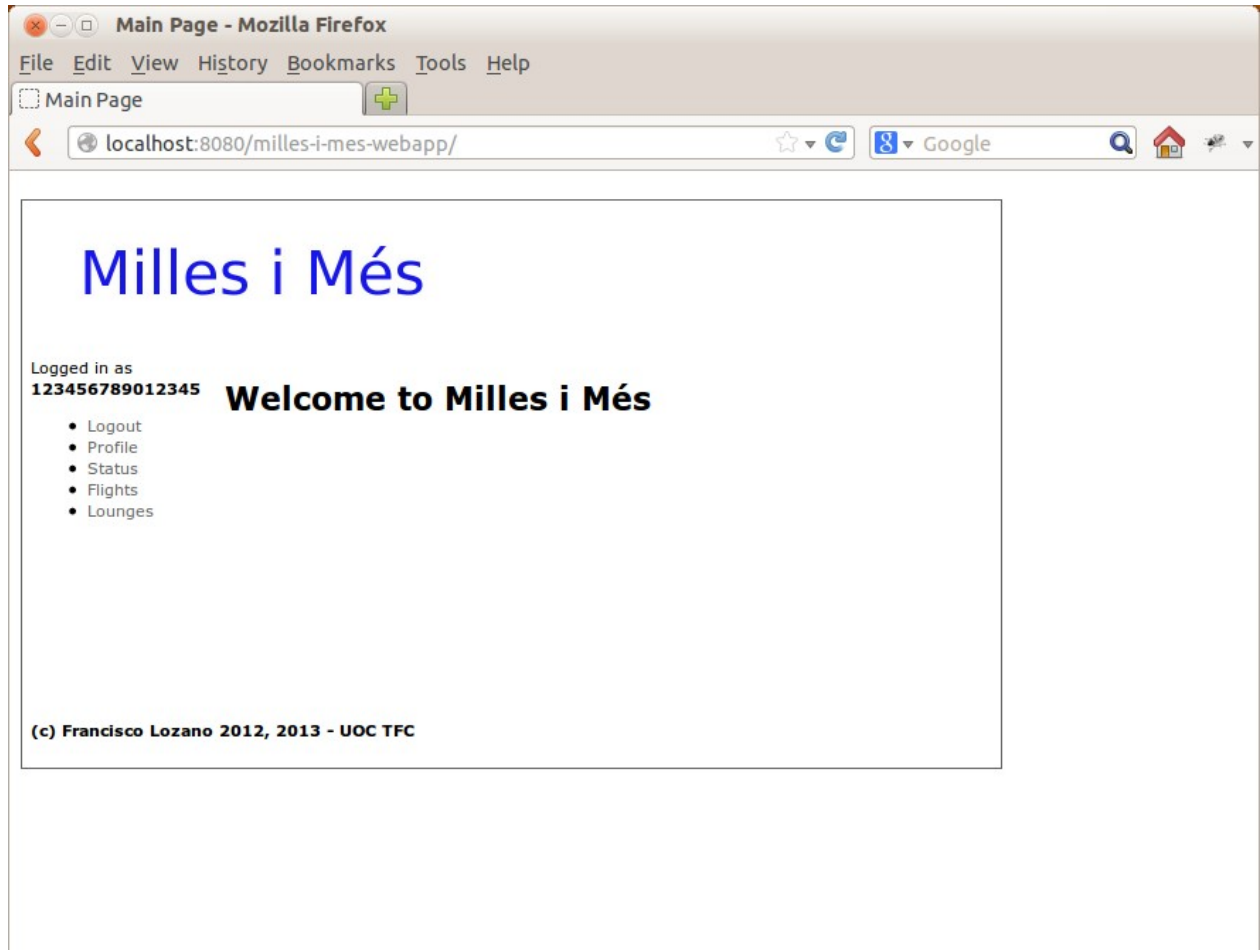 Main Page - Mozilla Firefox
File Edit View History Bookmarks Tools Help
Main Page
localhost:8080/milles-i-mes-webapp/
8 Google
Milles i Més
Logged in as
123456789012345
Welcome to Milles i Més
Logout
Profile
Status
Flights
Lounges
(c) Francisco Lozano 2012, 2013 - UOC TFC